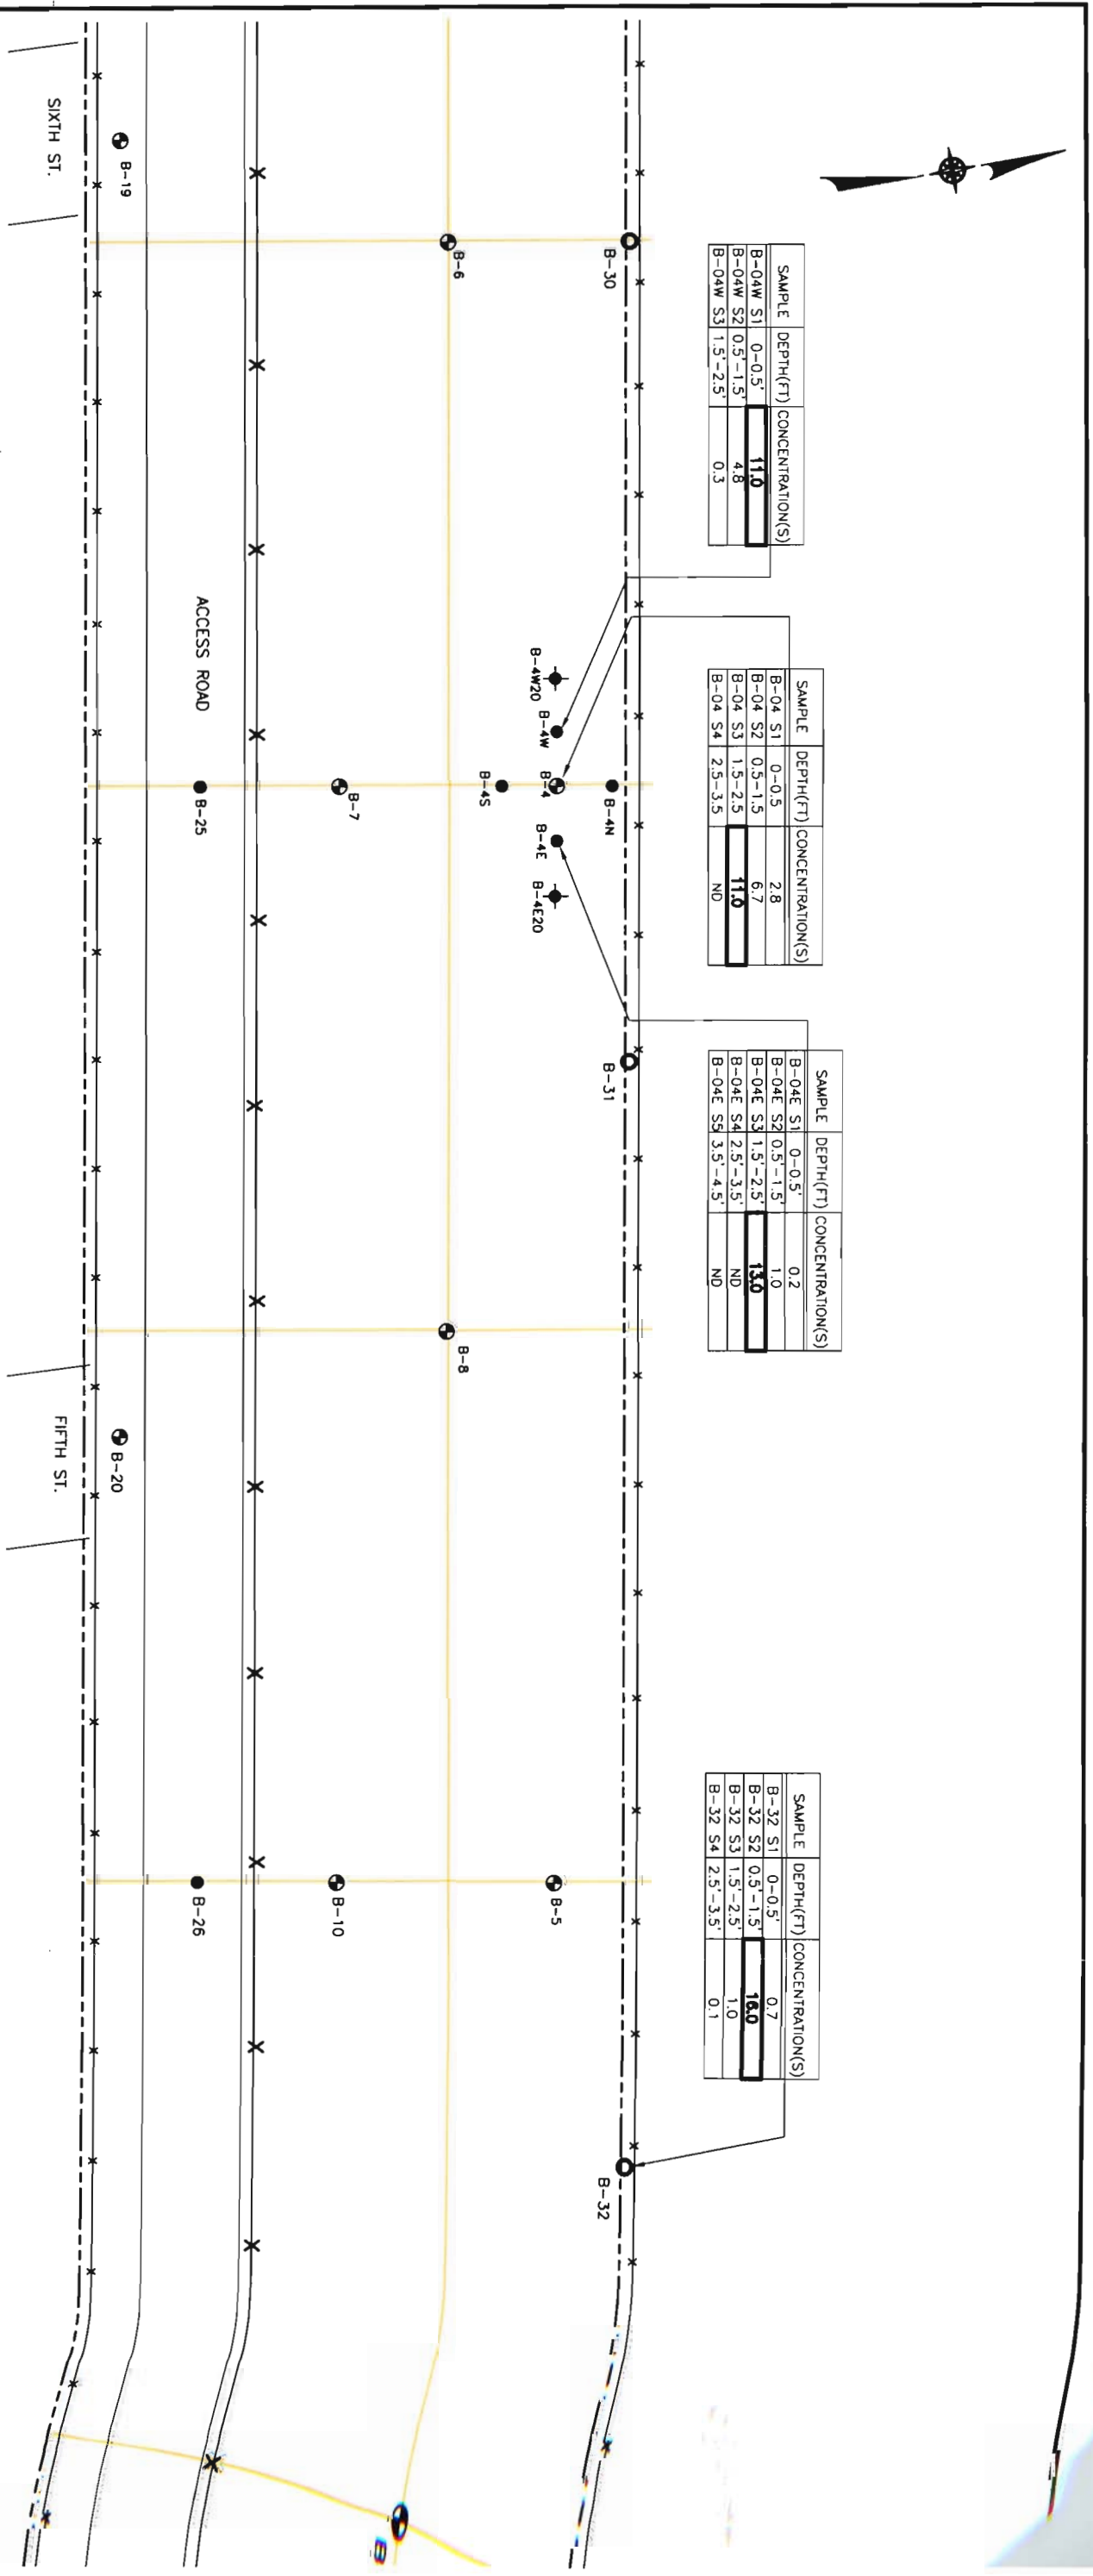 SAMPLE DEPTH(FT) CONCENTRATION(S)
B-04W S1 0-0.5' 11.0
B-04W S2 0.5'-1.5' 4.8
B-04W S3 1.5'-2.5' 0.3
SAMPLE DEPTH(FT) CONCENTRATION(S)
B-04 S1 0-0.5 2.8
B-04 S2 0.5-1.5 6.7
B-04 S3 1.5-2.5 11.0
B-04 S4 2.5-3.5 ND
SAMPLE DEPTH(FT) CONCENTRATION(S)
B-04E S1 0-0.5' 0.2
B-04E S2 0.5'-1.5' 1.0
B-04E S3 1.5'-2.5' 13.0
B-04E S4 2.5'-3.5' ND
B-04E S5 3.5'-4.5' ND
SAMPLE DEPTH(FT) CONCENTRATION(S)
B-32 S1 0-0.5' 0.7
B-32 S2 0.5'-1.5' 16.0
B-32 S3 1.5'-2.5' 1.0
B-32 S4 2.5'-3.5' 0.1
B-30
B-31
B-32
B-4N
B-4W20
B-4W
B-4
B-4E
B-4E20
B-5
B-4S
B-6
B-8
B-7
B-10
ACCESS ROAD
B-25
B-26
B-19
B-20
SIXTH ST.
FIFTH ST.